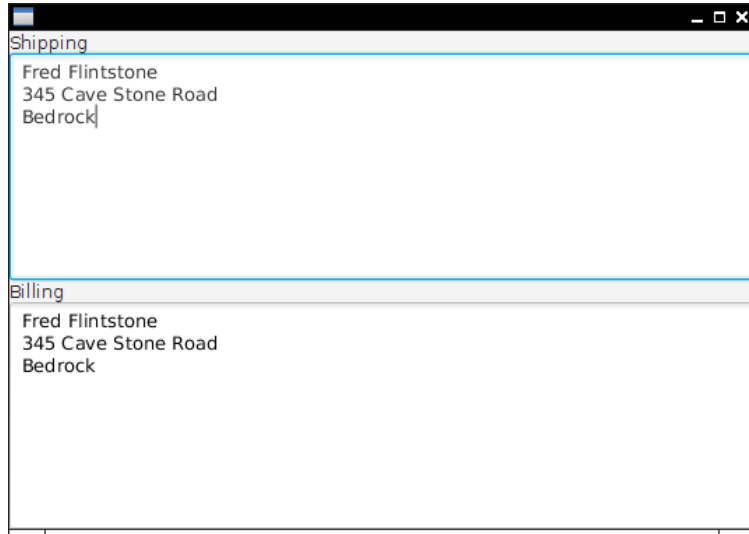 Shipping
Fred Flintstone
345 Cave Stone Road
Bedrock
Billing
Fred Flintstone
345 Cave Stone Road
Bedrock